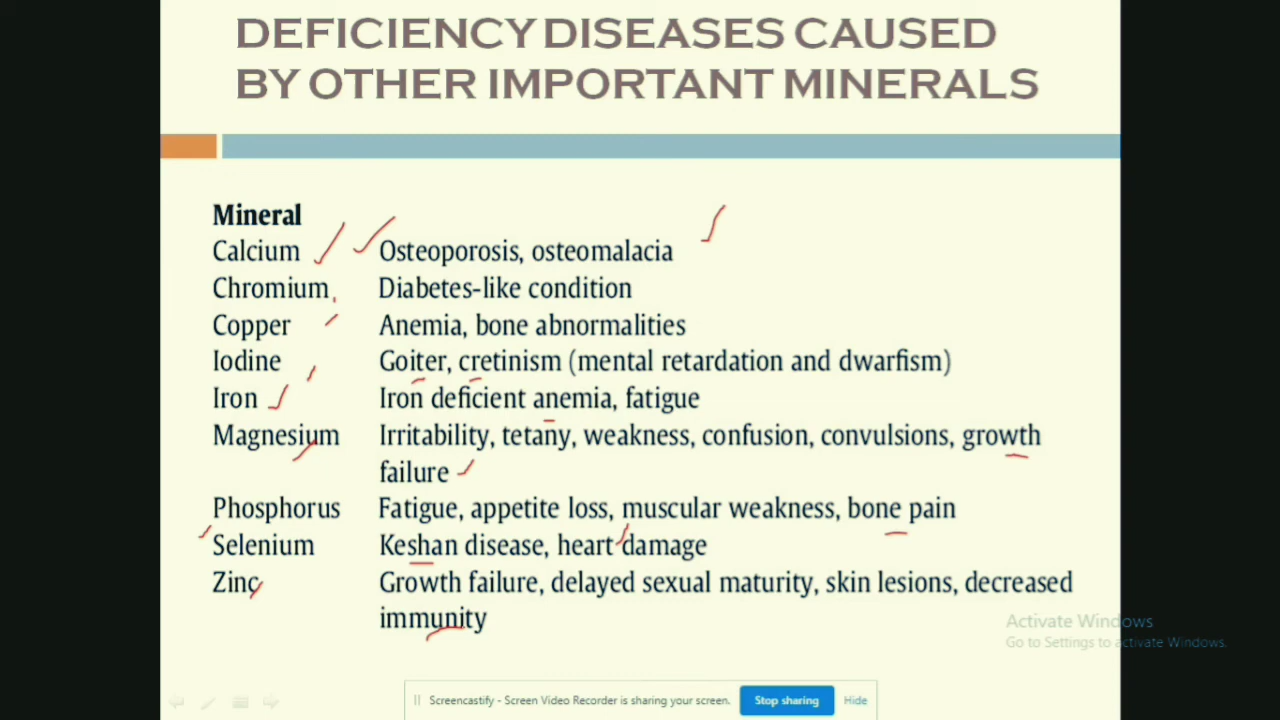 DEFICIENCY DISEASES CAUSED
BY OTHER IMPORTANT MINERALS
Mineral
Calcium Osteoporosis, osteomalacia
Chromium Diabetes-like condition
Copper Anemia, bone abnormalities
Iodine Goiter, cretinism (mental retardation and dwarfism)
Iron Iron deficient anemia, fatigue
Magnesium Irritability, tetany, weakness, confusion, convulsions, growth
failure
Phosphorus Fatigue, appetite loss, muscular weakness, bone pain
Selenium Keshan disease, heart damage
Zinc Growth failure, delayed sexual maturity, skin lesions, decreased
immunity
Activate Windows
Go to Settings to activate Windows.
Screencastify - Screen Video Recorder is sharing your screen. Stop sharing Hide